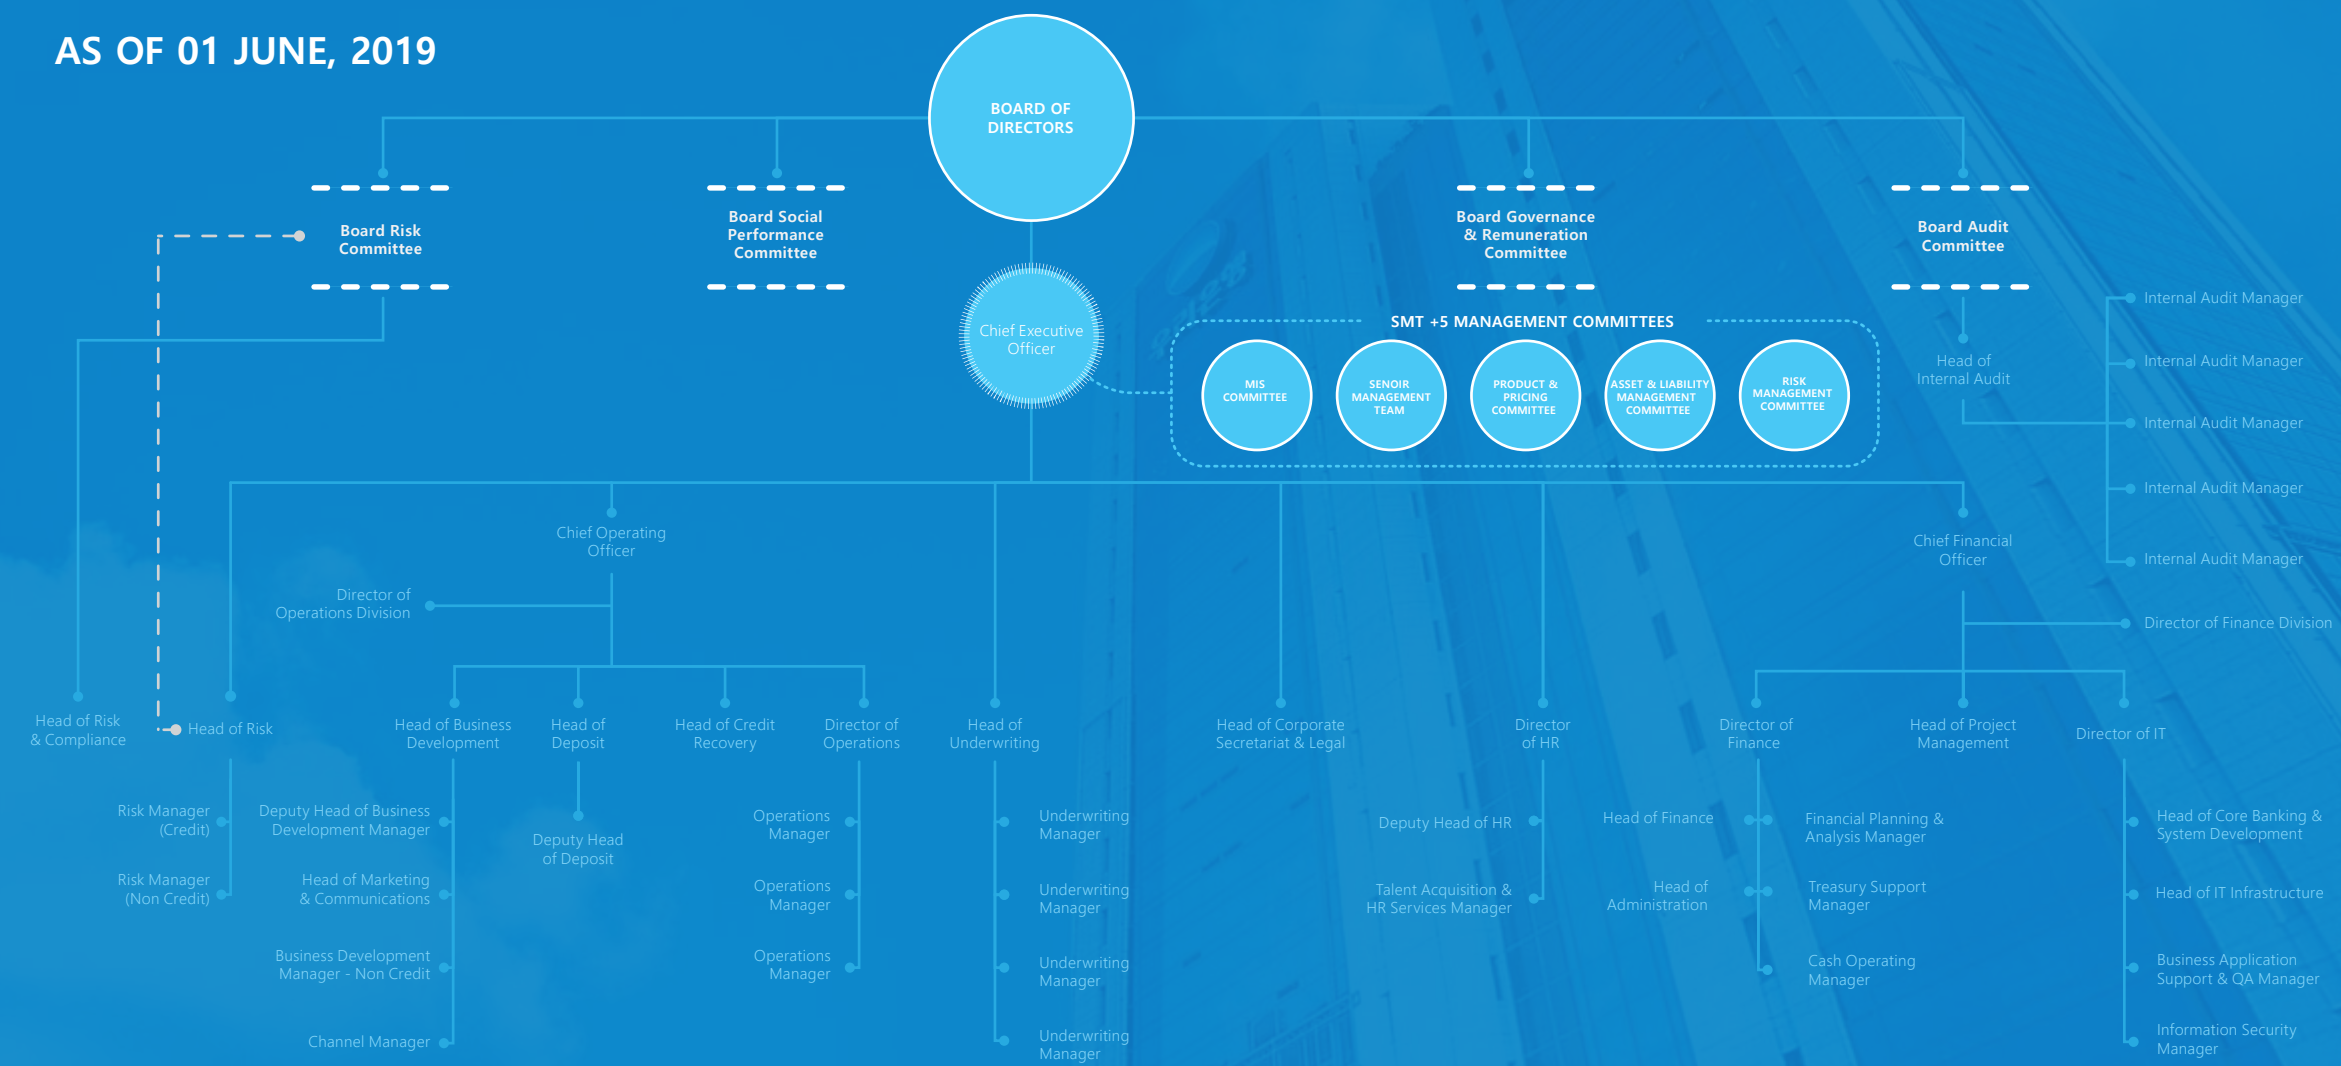 AS OF 01 JUNE, 2019
BOARD OF
DIRECTORS
Board Risk
Committee
Board Social
Performance
Committee
Board Governance
& Remuneration
Committee
Board Audit
Committee
Chief Executive
Officer
SMT +5 MANAGEMENT COMMITTEES
MIS
COMMITTEE
SENOIR
MANAGEMENT
TEAM
PRODUCT &
PRICING
COMMITTEE
ASSET & LIABILITY
MANAGEMENT
COMMITTEE
RISK
MANAGEMENT
COMMITTEE
Head of
Internal Audit
Internal Audit Manager
Internal Audit Manager
Internal Audit Manager
Internal Audit Manager
Internal Audit Manager
Chief Operating
Officer
Director of
Operations Division
Chief Financial
Officer
Director of Finance Division
Head of Risk
& Compliance
Head of Risk
Head of Business
Development
Head of
Deposit
Head of Credit
Recovery
Director of
Operations
Head of
Underwriting
Head of Corporate
Secretariat & Legal
Director
of HR
Director of
Finance
Head of Project
Management
Director of IT
Risk Manager
(Credit)
Risk Manager
(Non Credit)
Deputy Head of Business
Development Manager
Head of Marketing
& Communications
Business Development
Manager - Non Credit
Channel Manager
Deputy Head
of Deposit
Operations
Manager
Operations
Manager
Operations
Manager
Underwriting
Manager
Underwriting
Manager
Underwriting
Manager
Underwriting
Manager
Deputy Head of HR
Talent Acquisition &
HR Services Manager
Head of Finance
Head of
Administration
Financial Planning &
Analysis Manager
Treasury Support
Manager
Cash Operating
Manager
Head of Core Banking &
System Development
Head of IT Infrastructure
Business Application
Support & QA Manager
Information Security
Manager